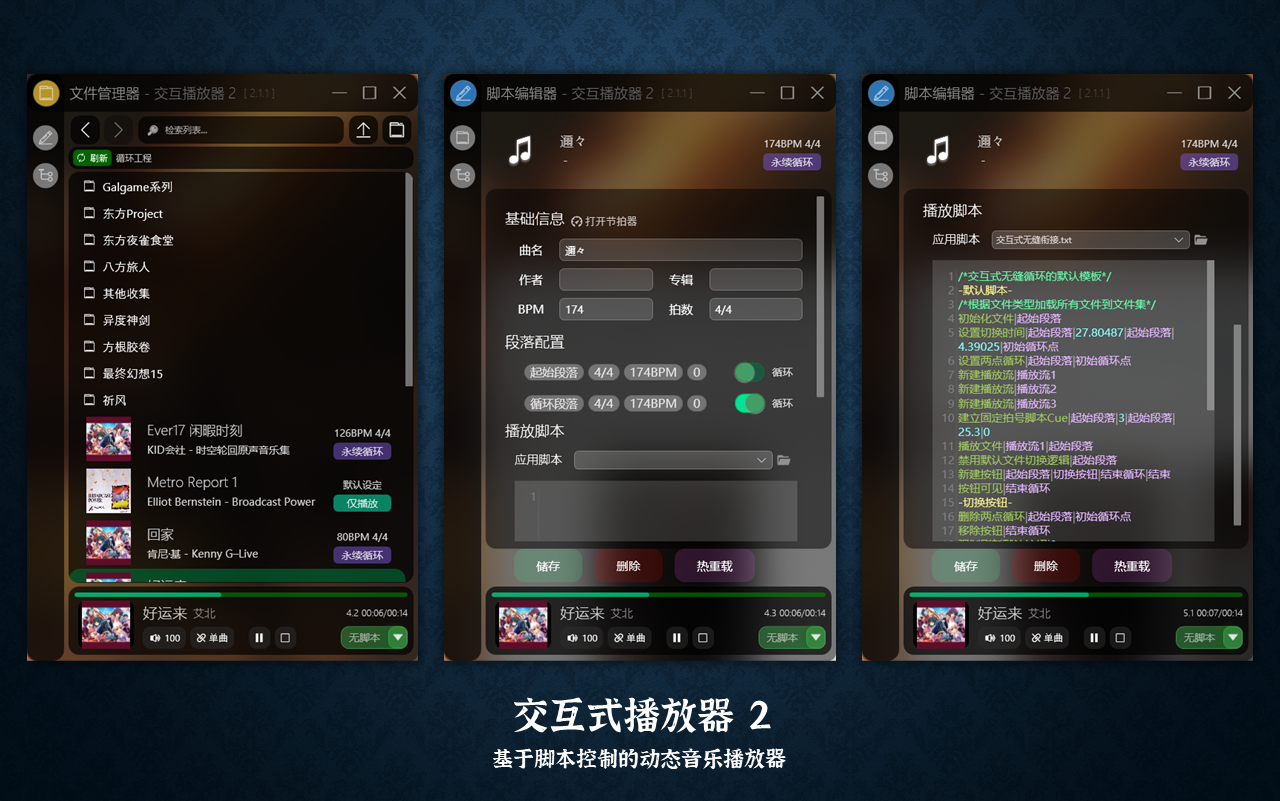 文件管理器 - 交互播放器 2 [ 2.1.1 ]
检索列表...
刷新 循环工程
Galgame系列
东方Project
东方夜雀食堂
八方旅人
其他收集
异度神剑
方根胶卷
最终幻想15
祈风
Ever17 闲暇时刻
126BPM 4/4
KID会社 - 时空轮回原声音乐集
永续循环
Metro Report 1
默认设定
Elliot Bernstein - Broadcast Power
仅播放
回家
80BPM 4/4
肯尼·基 - Kenny G–Live
永续循环
好运来 艾北
4.2 00:06/00:14
100 单曲 无脚本
脚本编辑器 - 交互播放器 2 [ 2.1.1 ]
邇々
-
174BPM 4/4
永续循环
基础信息 打开节拍器
曲名 邇々
作者 专辑
BPM 174 拍数 4/4
段落配置
起始段落 4/4 174BPM 0 循环
循环段落 4/4 174BPM 0 循环
播放脚本
应用脚本
1
储存 删除 热重载
好运来 艾北
4.3 00:06/00:14
100 单曲 无脚本
脚本编辑器 - 交互播放器 2 [ 2.1.1 ]
邇々
-
174BPM 4/4
永续循环
播放脚本
应用脚本 交互式无缝衔接.txt
1 /*交互式无缝循环的默认模板*/
2 -默认脚本-
3 /*根据文件类型加载所有文件到文件集*/
4 初始化文件|起始段落
5 设置切换时间|起始段落|27.80487|起始段落|
4.39025|初始循环点
6 设置两点循环|起始段落|初始循环点
7 新建播放流|播放流1
8 新建播放流|播放流2
9 新建播放流|播放流3
10 建立固定拍号脚本Cue|起始段落|3|起始段落|
25.3|0
11 播放文件|播放流1|起始段落
12 禁用默认文件切换逻辑|起始段落
13 新建按钮|起始段落|切换按钮|结束循环|结束
14 按钮可见|结束循环
15 -切换按钮-
16 删除两点循环|起始段落|初始循环点
17 移除按钮|结束循环
储存 删除 热重载
好运来 艾北
5.1 00:07/00:14
100 单曲 无脚本
交互式播放器 2
基于脚本控制的动态音乐播放器